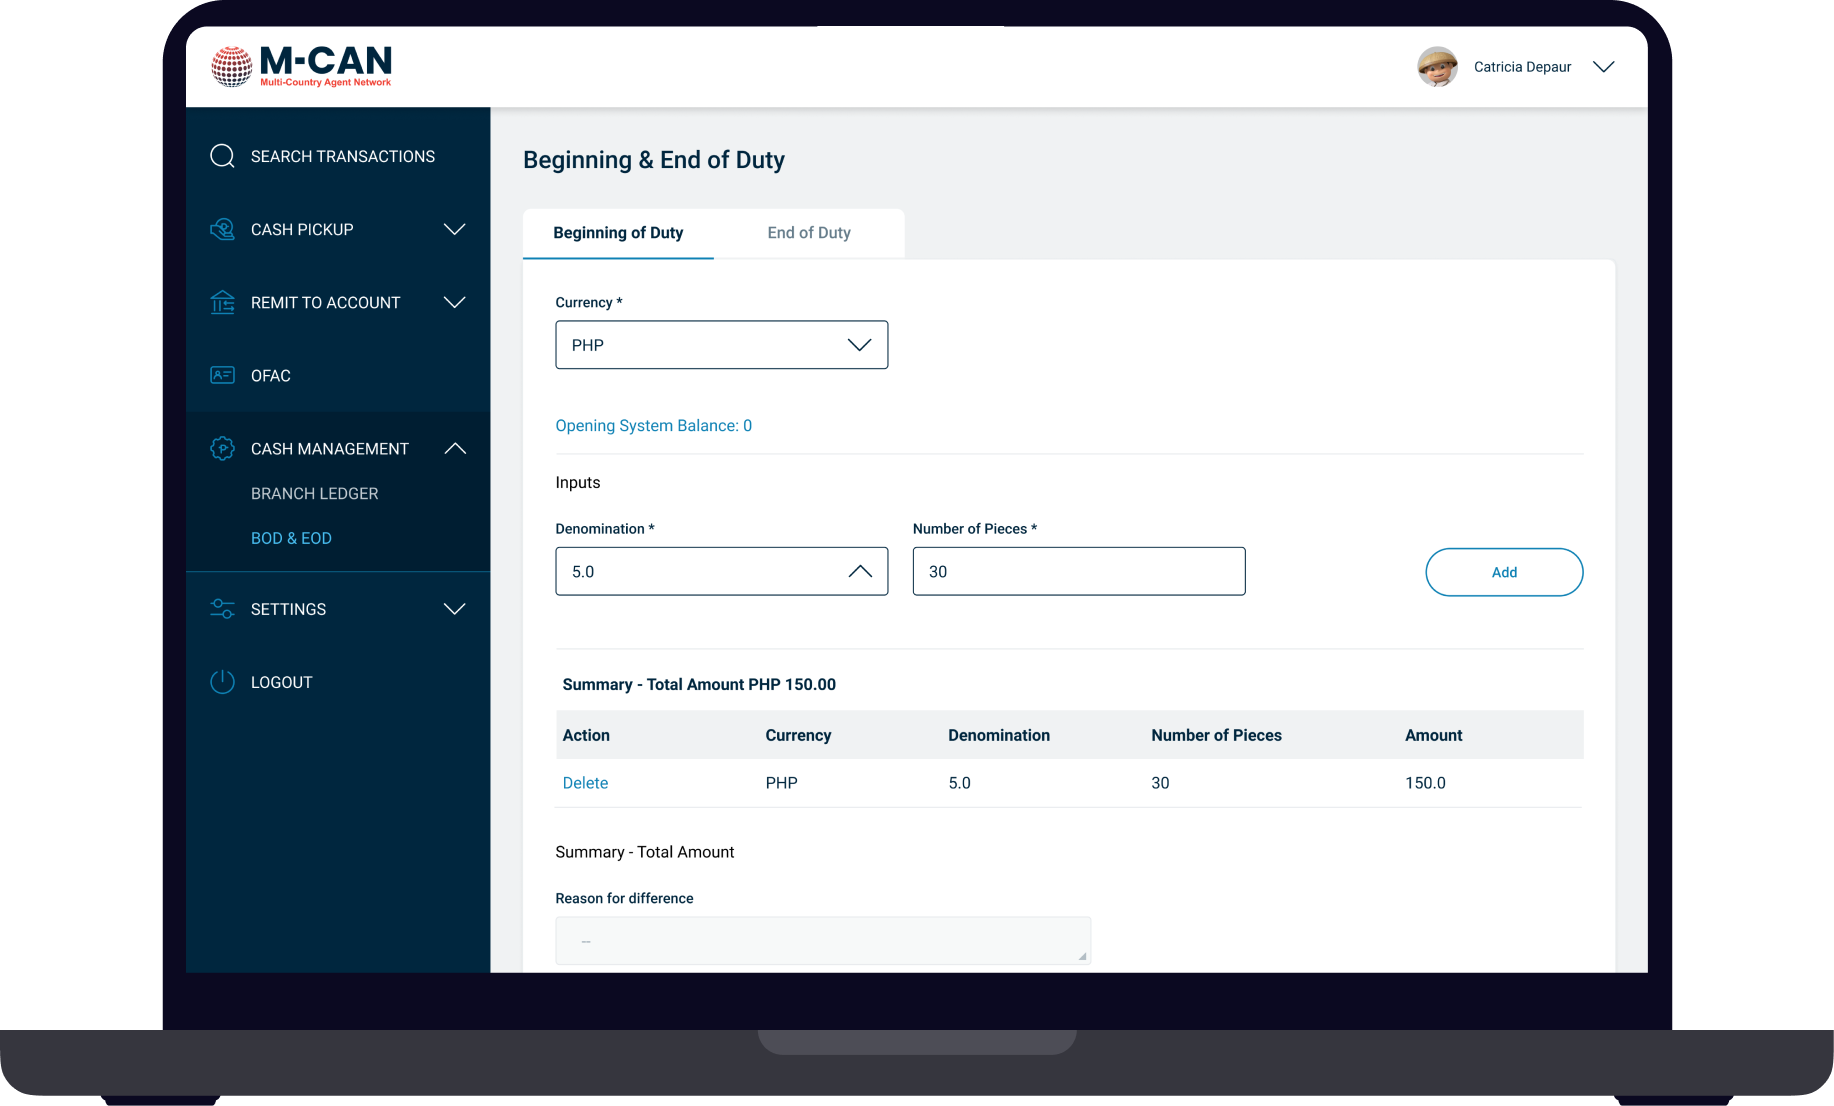 M-CAN
Multi-Country Agent Network
Catricia Depaur
SEARCH TRANSACTIONS
CASH PICKUP
REMIT TO ACCOUNT
OFAC
CASH MANAGEMENT
BRANCH LEDGER
BOD & EOD
SETTINGS
LOGOUT
Beginning & End of Duty
Beginning of Duty End of Duty
Currency *
PHP
Opening System Balance: 0
Inputs
Denomination * Number of Pieces *
5.0 30 Add
Summary - Total Amount PHP 150.00
Action Currency Denomination Number of Pieces Amount
Delete PHP 5.0 30 150.0
Summary - Total Amount
Reason for difference
--